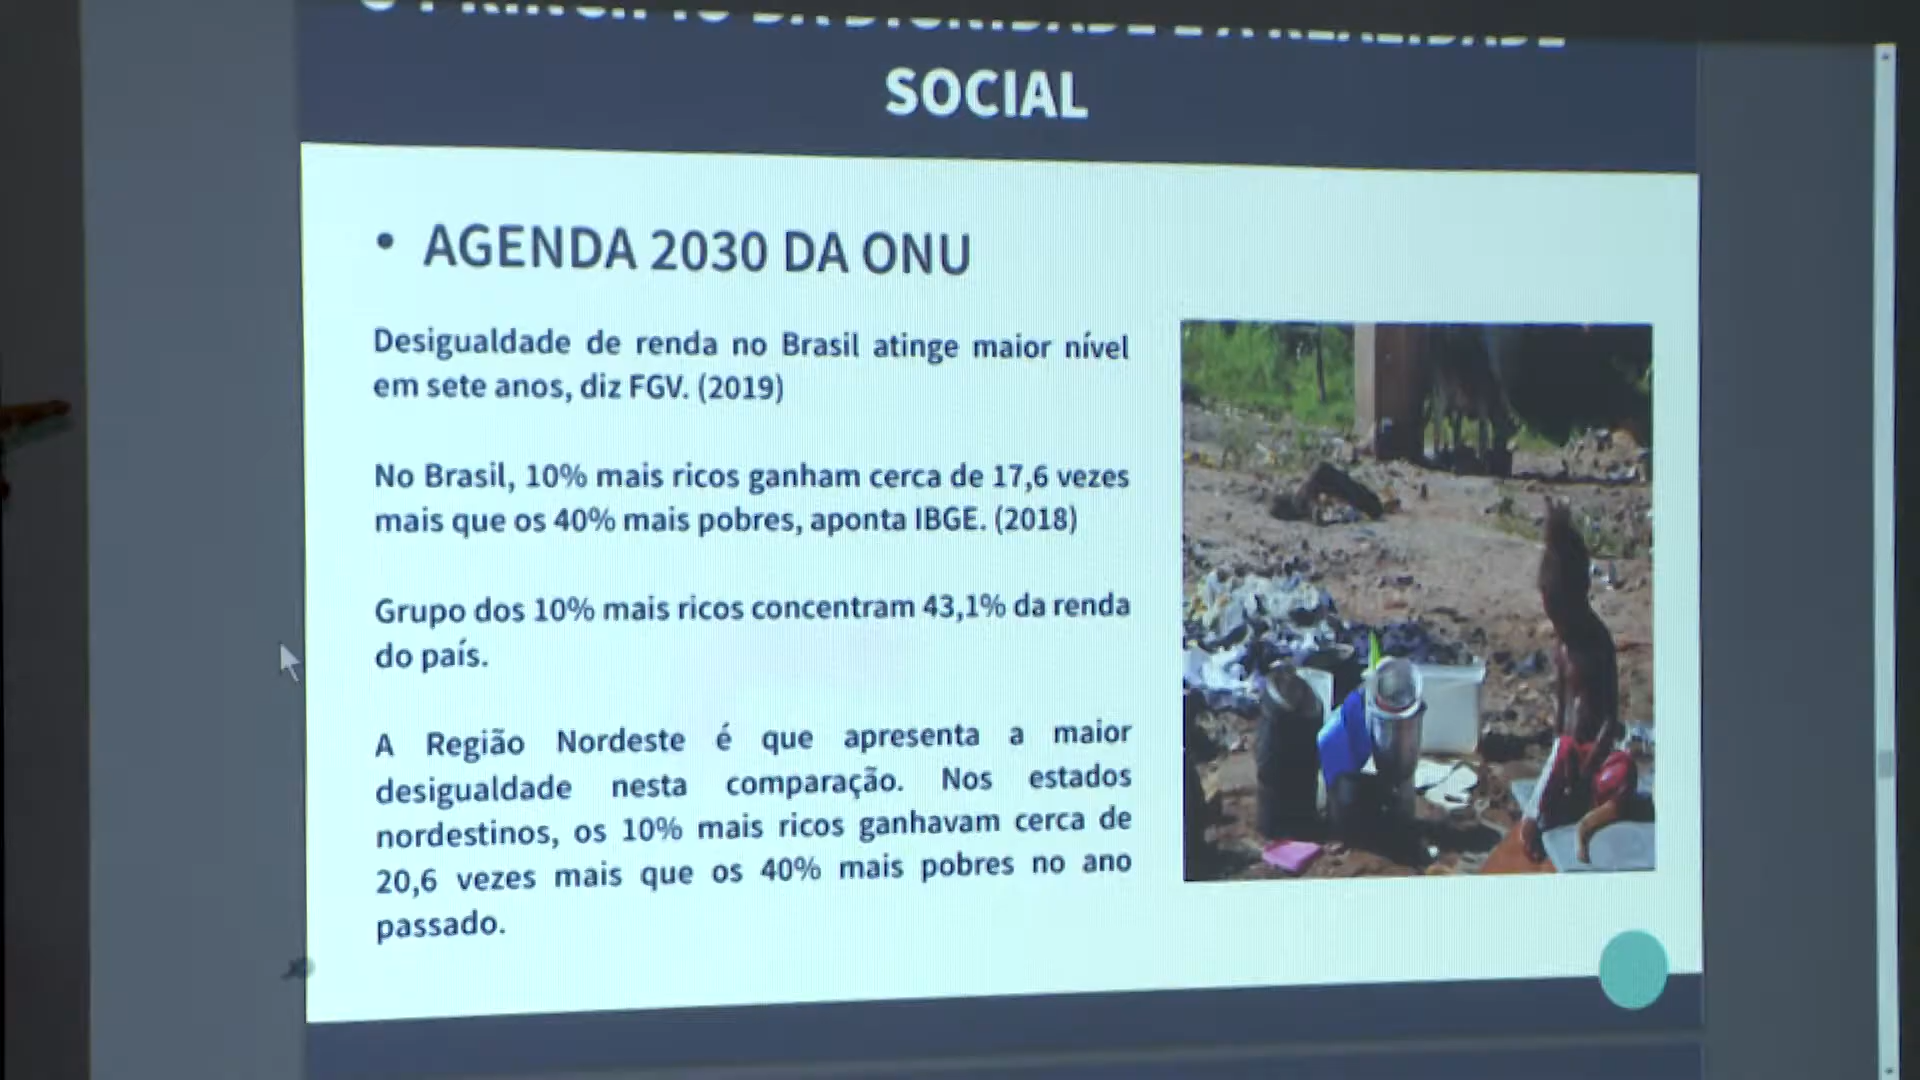 O PRINCÍPIO DA DIGNIDADE E A REALIDADE
SOCIAL
• AGENDA 2030 DA ONU
Desigualdade de renda no Brasil atinge maior nível
em sete anos, diz FGV. (2019)
No Brasil, 10% mais ricos ganham cerca de 17,6 vezes
mais que os 40% mais pobres, aponta IBGE. (2018)
Grupo dos 10% mais ricos concentram 43,1% da renda
do país.
A Região Nordeste é que apresenta a maior
desigualdade nesta comparação. Nos estados
nordestinos, os 10% mais ricos ganhavam cerca de
20,6 vezes mais que os 40% mais pobres no ano
passado.